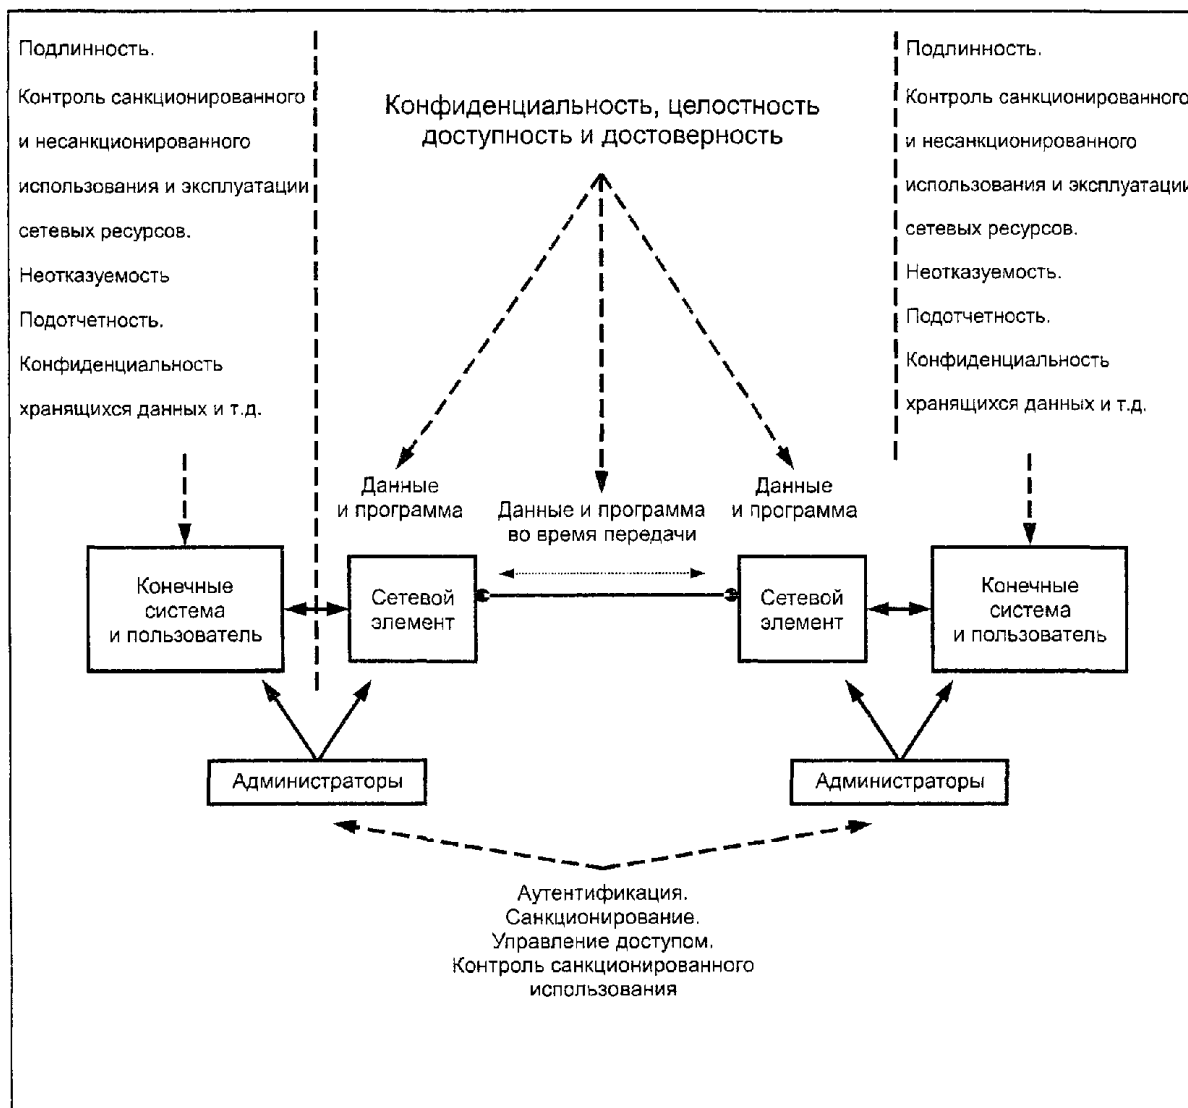 Подлинность.
Контроль санкционированного
и несанкционированного
использования и эксплуатации
сетевых ресурсов.
Неотказуемость
Подотчетность.
Конфиденциальность
хранящихся данных и т.д.
Конфиденциальность, целостность
доступность и достоверность
Подлинность.
Контроль санкционированного
и несанкционированного
использования и эксплуатации
сетевых ресурсов.
Неотказуемость.
Подотчетность.
Конфиденциальность
хранящихся данных и т.д.
Данные
и программа
Данные и программа
во время передачи
Данные
и программа
Конечные
система
и пользователь
Сетевой
элемент
Сетевой
элемент
Конечные
система
и пользователь
Администраторы
Администраторы
Аутентификация.
Санкционирование.
Управление доступом.
Контроль санкционированного
использования